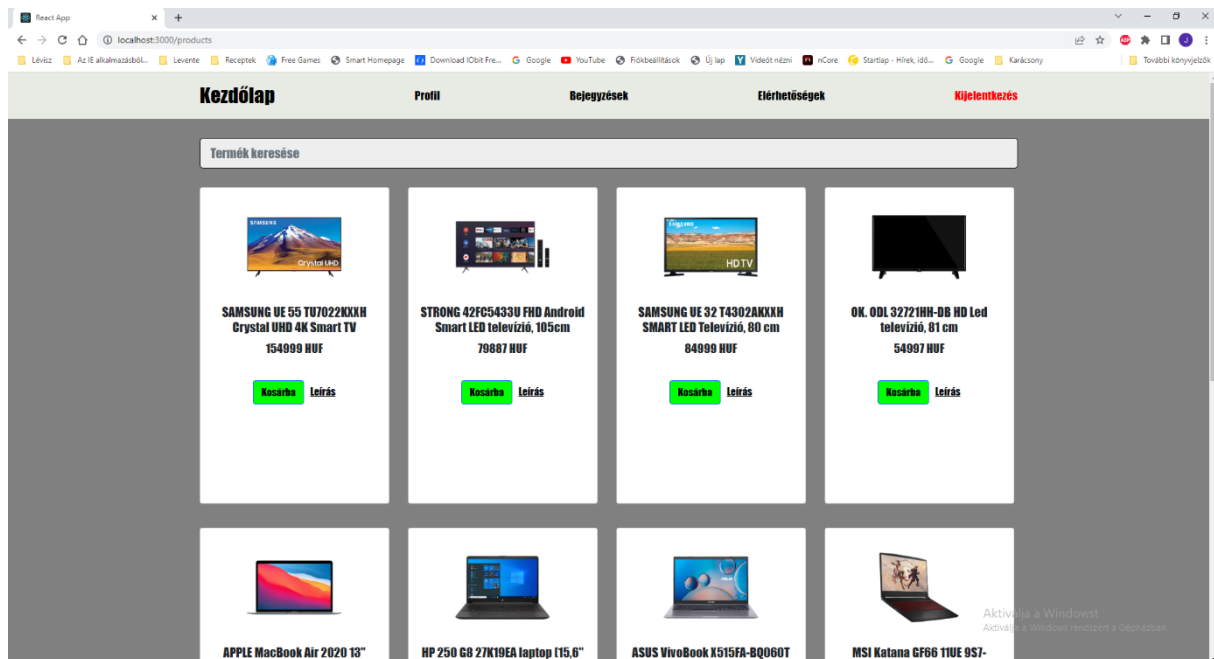 React App
localhost:3000/products
Lévisz Az IE alkalmazásból... Levente Receptek Free Games Smart Homepage Download IObit Fre... Google YouTube Fiókbeállítások Új lap Videót nézni nCore Startlap - Hírek, idő... Google Karácsony További könyvjelzők
Kezdőlap Profil Bejegyzések Elérhetőségek Kijelentkezés
Termék keresése
SAMSUNG
Crystal UHD
HDTV
SAMSUNG UE 55 TU7022KXXH
Crystal UHD 4K Smart TV
154999 HUF
Kosárba Leírás
STRONG 42FC5433U FHD Android
Smart LED televízió, 105cm
79887 HUF
Kosárba Leírás
SAMSUNG UE 32 T4302AKXXH
SMART LED Televízió, 80 cm
84999 HUF
Kosárba Leírás
OK. ODL 32721HH-DB HD Led
televízió, 81 cm
54997 HUF
Kosárba Leírás
APPLE MacBook Air 2020 13"
HP 250 G8 27K19EA laptop (15,6"
ASUS VivoBook X515FA-BQ060T
MSI Katana GF66 11UE 9S7-
Aktiválja a Windowst
Aktiválja a Windows rendszert a Gépházban.